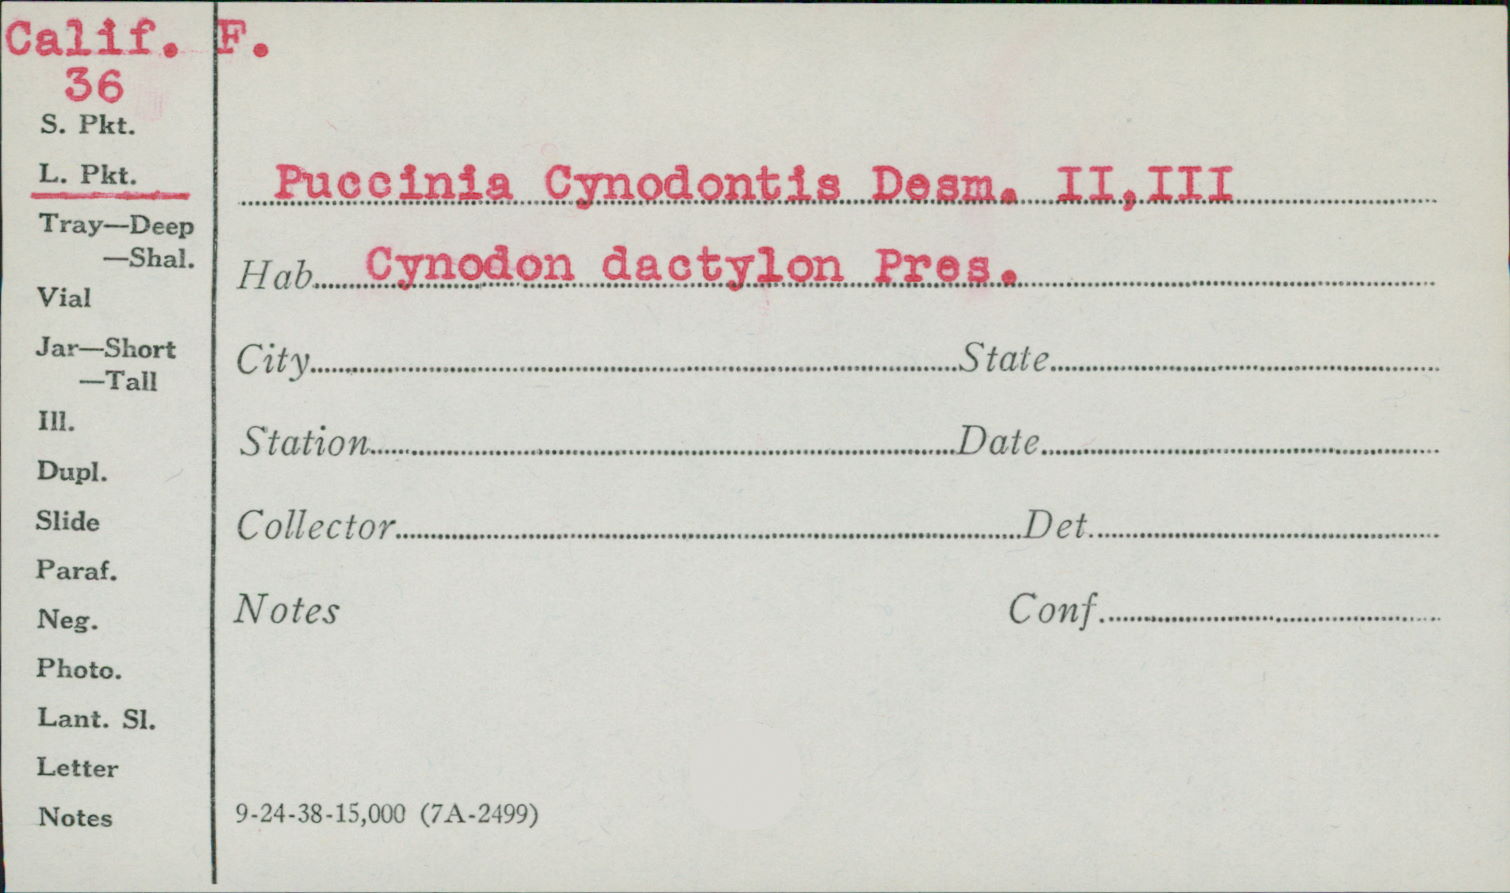 Calif. F.
36
S. Pkt.
L. Pkt.
Tray—Deep
—Shal.
Vial
Jar—Short
—Tall
Ill.
Dupl.
Slide
Paraf.
Neg.
Photo.
Lant. Sl.
Letter
Notes
Puccinia Cynodontis Desm. II,III
Hab. Cynodon dactylon Pres.
City State
Station Date
Collector Det.
Notes Conf.
9-24-38-15,000 (7A-2499)